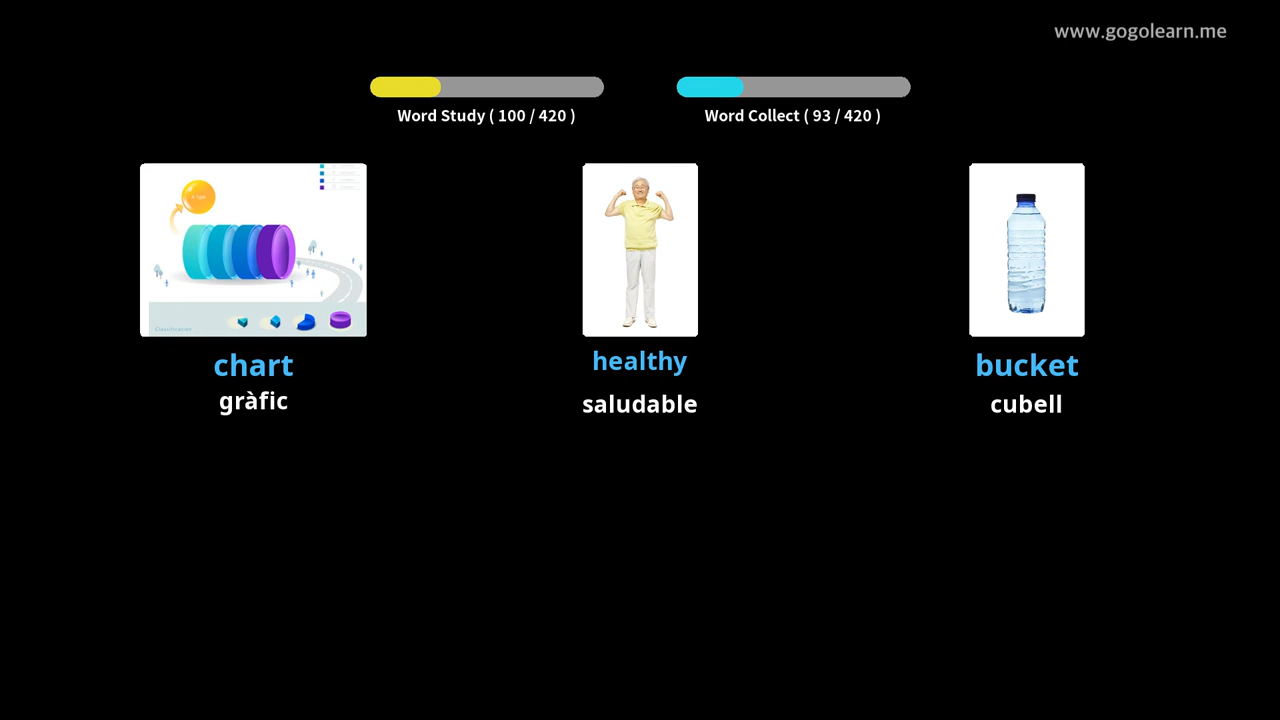 www.gogolearn.me
Word Study ( 100 / 420 )
Word Collect ( 93 / 420 )
chart
healthy
bucket
gràfic
saludable
cubell